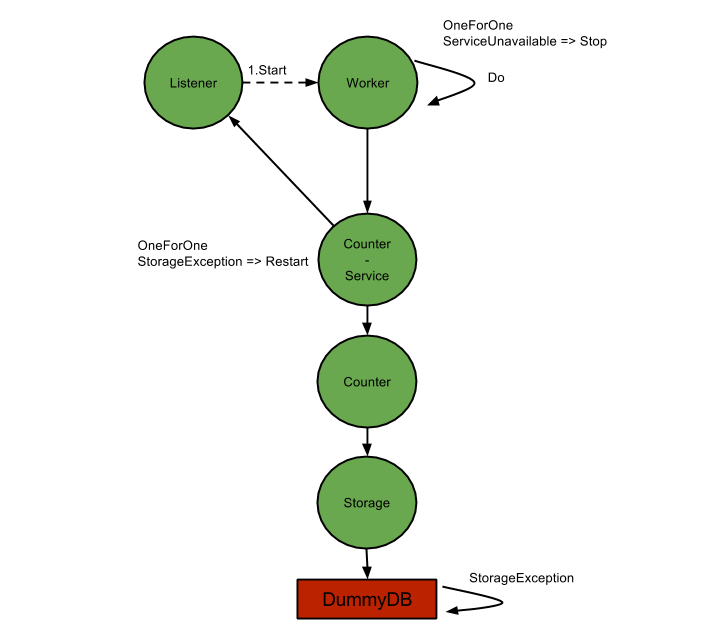 OneForOne
ServiceUnavailable => Stop
1.Start
Do
Listener
Worker
OneForOne
StorageException => Restart
Counter
-
Service
Counter
Storage
StorageException
DummyDB